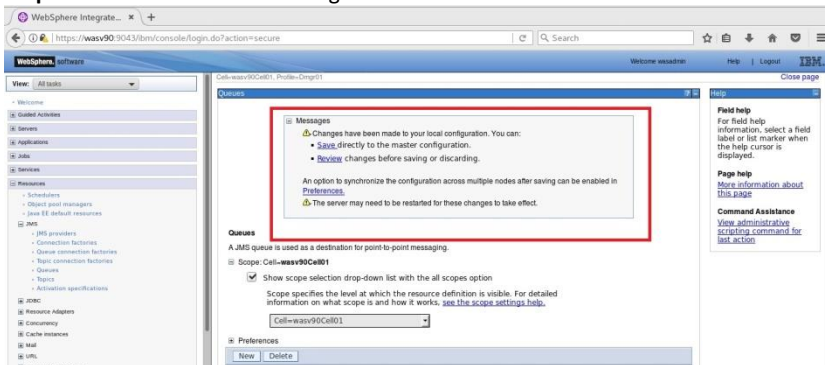 WebSphere Integrate... ×
https://wasv90:9043/ibm/console/login.do?action=secure
Search
WebSphere. software
Welcome wasadmin
Help | Logout
IBM.
Cell=wasv90Cell01, Profile=Dmgr01
Close page
View: All tasks
Welcome
Guided Activities
Servers
Applications
Jobs
Services
Resources
Schedulers
Object pool managers
Java EE default resources
JMS
JMS providers
Connection factories
Queue connection factories
Topic connection factories
Queues
Topics
Activation specifications
JDBC
Resource Adapters
Concurrency
Cache instances
Mail
URL
Queues
Messages
Changes have been made to your local configuration. You can:
Save directly to the master configuration.
Review changes before saving or discarding.
An option to synchronize the configuration across multiple nodes after saving can be enabled in
Preferences.
The server may need to be restarted for these changes to take effect.
Queues
A JMS queue is used as a destination for point-to-point messaging.
Scope: Cell=wasv90Cell01
Show scope selection drop-down list with the all scopes option
Scope specifies the level at which the resource definition is visible. For detailed
information on what scope is and how it works, see the scope settings help.
Cell=wasv90Cell01
Preferences
New Delete
Help
Field help
For field help
information, select a field
label or list marker when
the help cursor is
displayed.
Page help
More information about
this page
Command Assistance
View administrative
scripting command for
last action